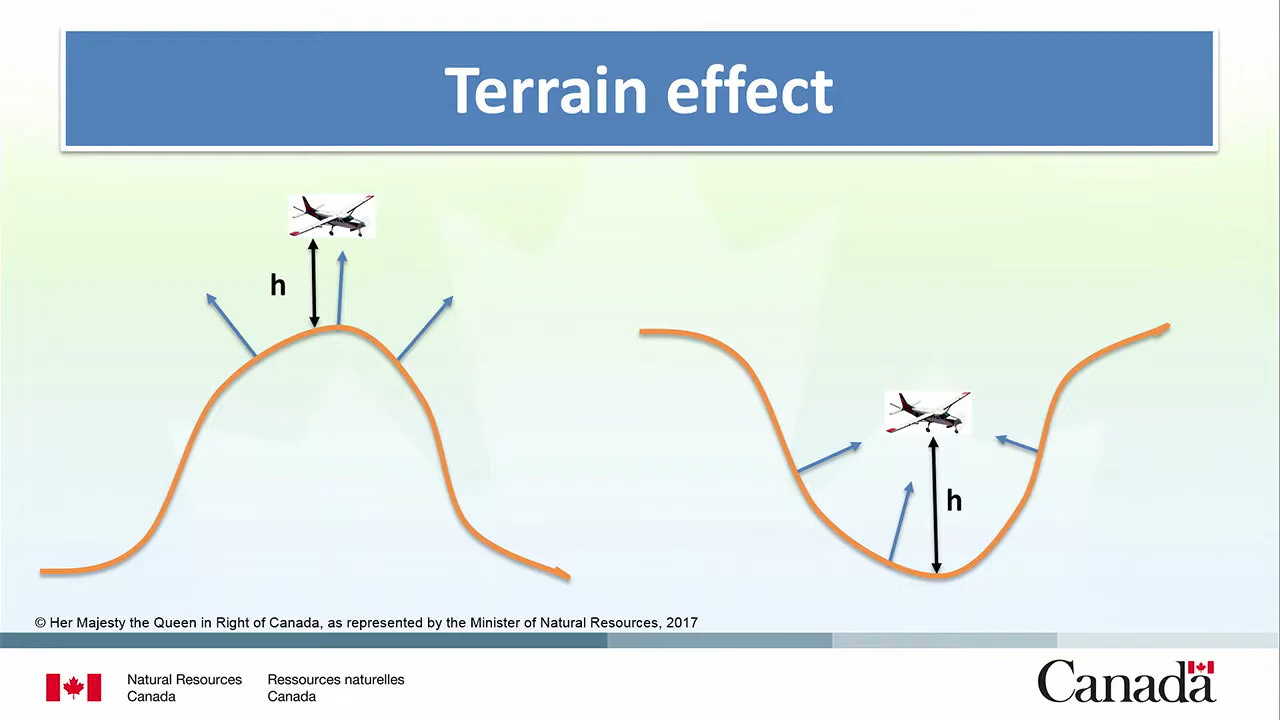 Terrain effect
h
h
© Her Majesty the Queen in Right of Canada, as represented by the Minister of Natural Resources, 2017
Natural Resources
Canada
Ressources naturelles
Canada
Canada